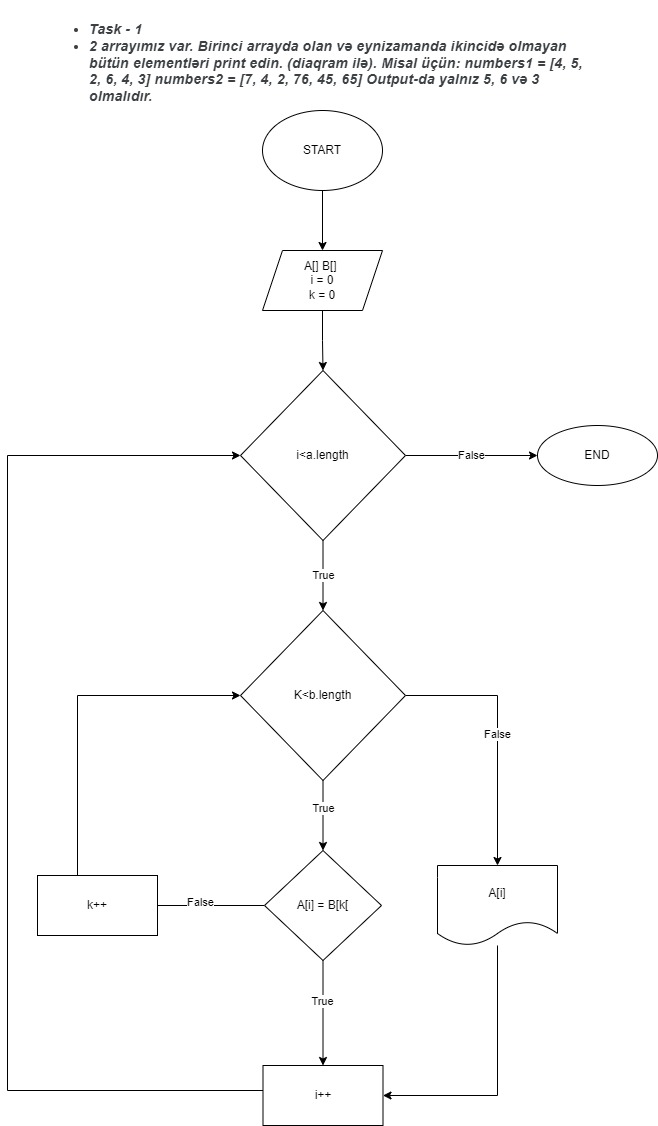 Task - 1
2 arrayımız var. Birinci arrayda olan və eynizamanda ikincidə olmayan
bütün elementləri print edin. (diaqram ilə). Misal üçün: numbers1 = [4, 5,
2, 6, 4, 3] numbers2 = [7, 4, 2, 76, 45, 65] Output-da yalnız 5, 6 və 3
olmalıdır.
START
A[] B[]
i = 0
k = 0
i<a.length
False
END
True
K<b.length
False
True
k++
False
A[i] = B[k[
A[i]
True
i++